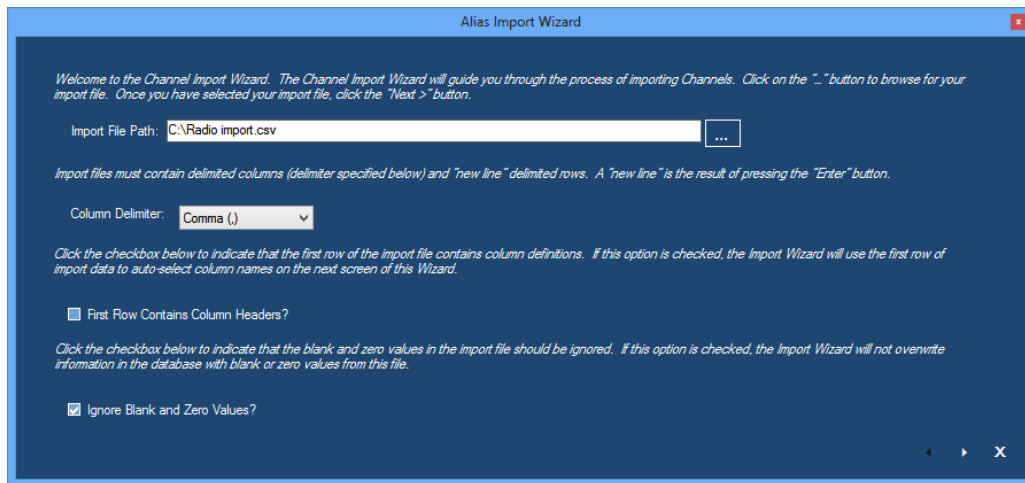 Alias Import Wizard
x
Welcome to the Channel Import Wizard. The Channel Import Wizard will guide you through the process of importing Channels. Click on the "..." button to browse for your
import file. Once you have selected your import file, click the "Next >" button.
Import File Path: C:\Radio import.csv ...
Import files must contain delimited columns (delimiter specified below) and "new line" delimited rows. A "new line" is the result of pressing the "Enter" button.
Column Delimiter: Comma (,)
Click the checkbox below to indicate that the first row of the import file contains column definitions. If this option is checked, the Import Wizard will use the first row of
import data to auto-select column names on the next screen of this Wizard.
First Row Contains Column Headers?
Click the checkbox below to indicate that the blank and zero values in the import file should be ignored. If this option is checked, the Import Wizard will not overwrite
information in the database with blank or zero values from this file.
Ignore Blank and Zero Values?
X